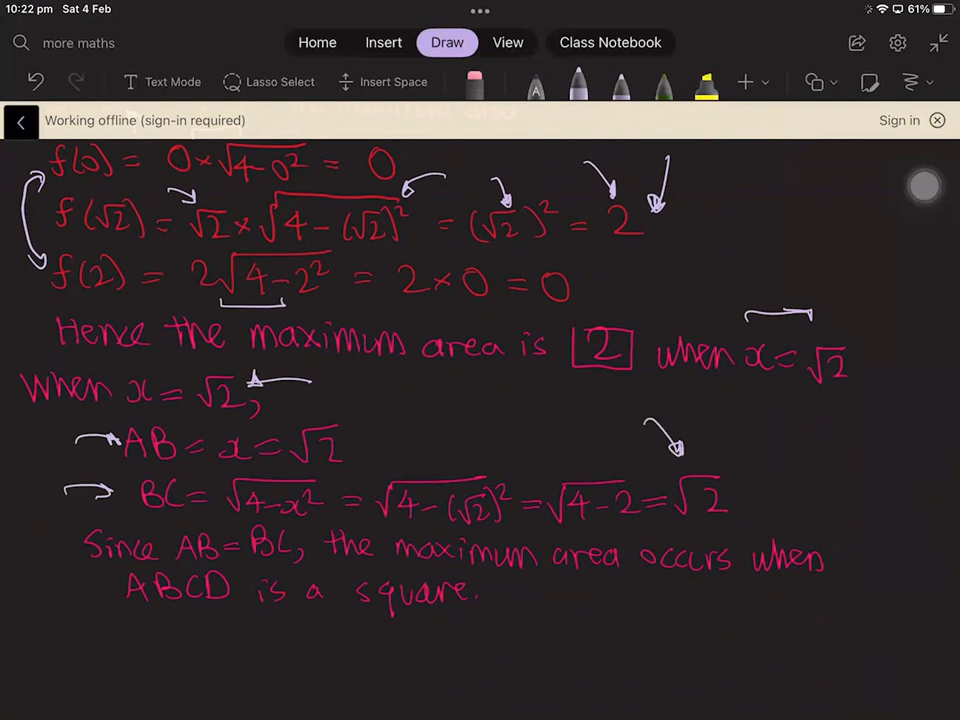 10:22 pm Sat 4 Feb
61%
more maths
Home Insert Draw View Class Notebook
Text Mode Lasso Select Insert Space
Working offline (sign-in required) Sign in
f(0) = 0×√4-0² = 0
f(√2) = √2×√4-(√2)² = (√2)² = 2
f(2) = 2√4-2² = 2×0 = 0
Hence the maximum area is 2 when x = √2
When x = √2,
AB = x = √2
BC = √4-x² = √4-(√2)² = √4-2 = √2
Since AB = BC, the maximum area occurs when
ABCD is a square.